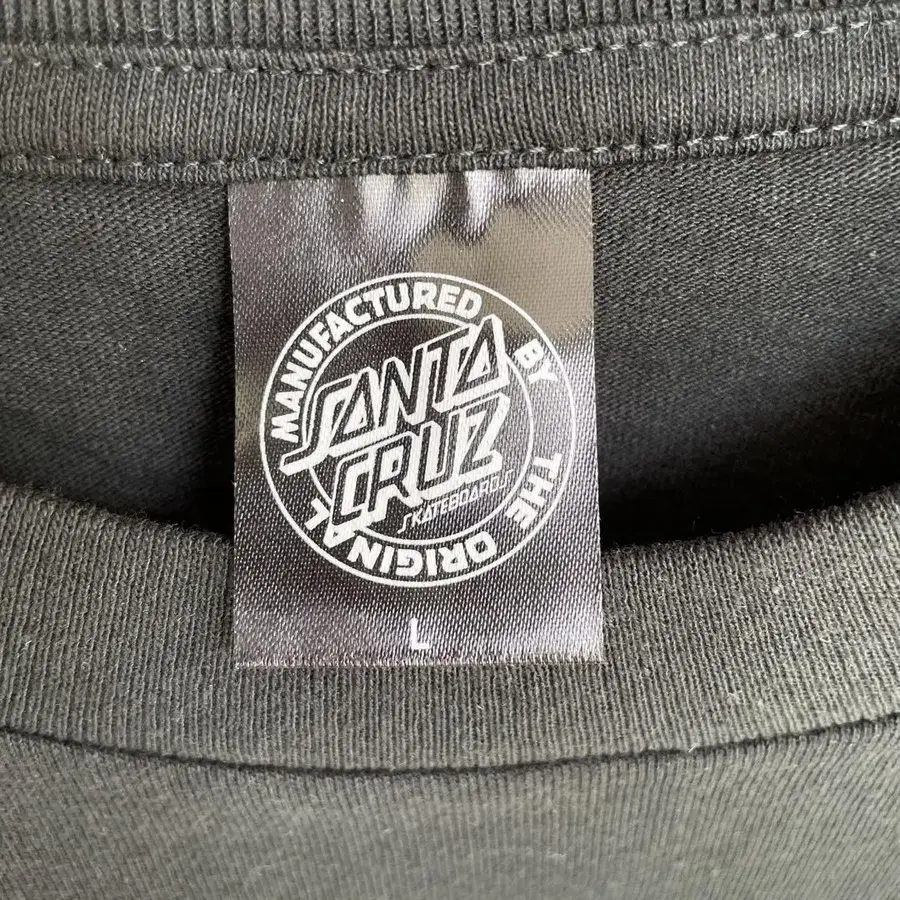 MANUFACTURED BY THE ORIGINAL
SANTA
CRUZ
SKATEBOARDS
L